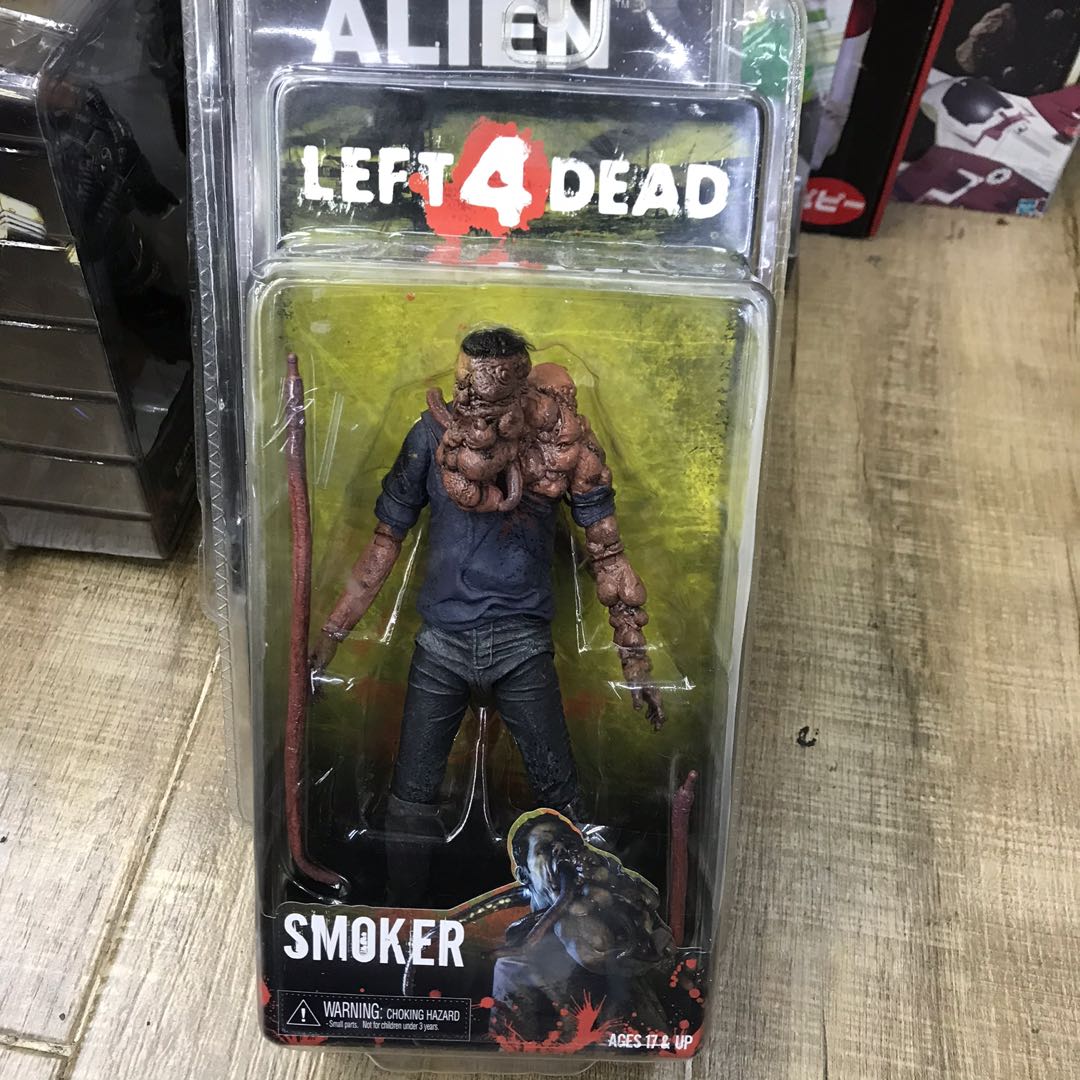 ALIEN
LEFT 4 DEAD
SMOKER
WARNING: CHOKING HAZARD
- Small parts. Not for children under 3 years.
AGES 17 & UP